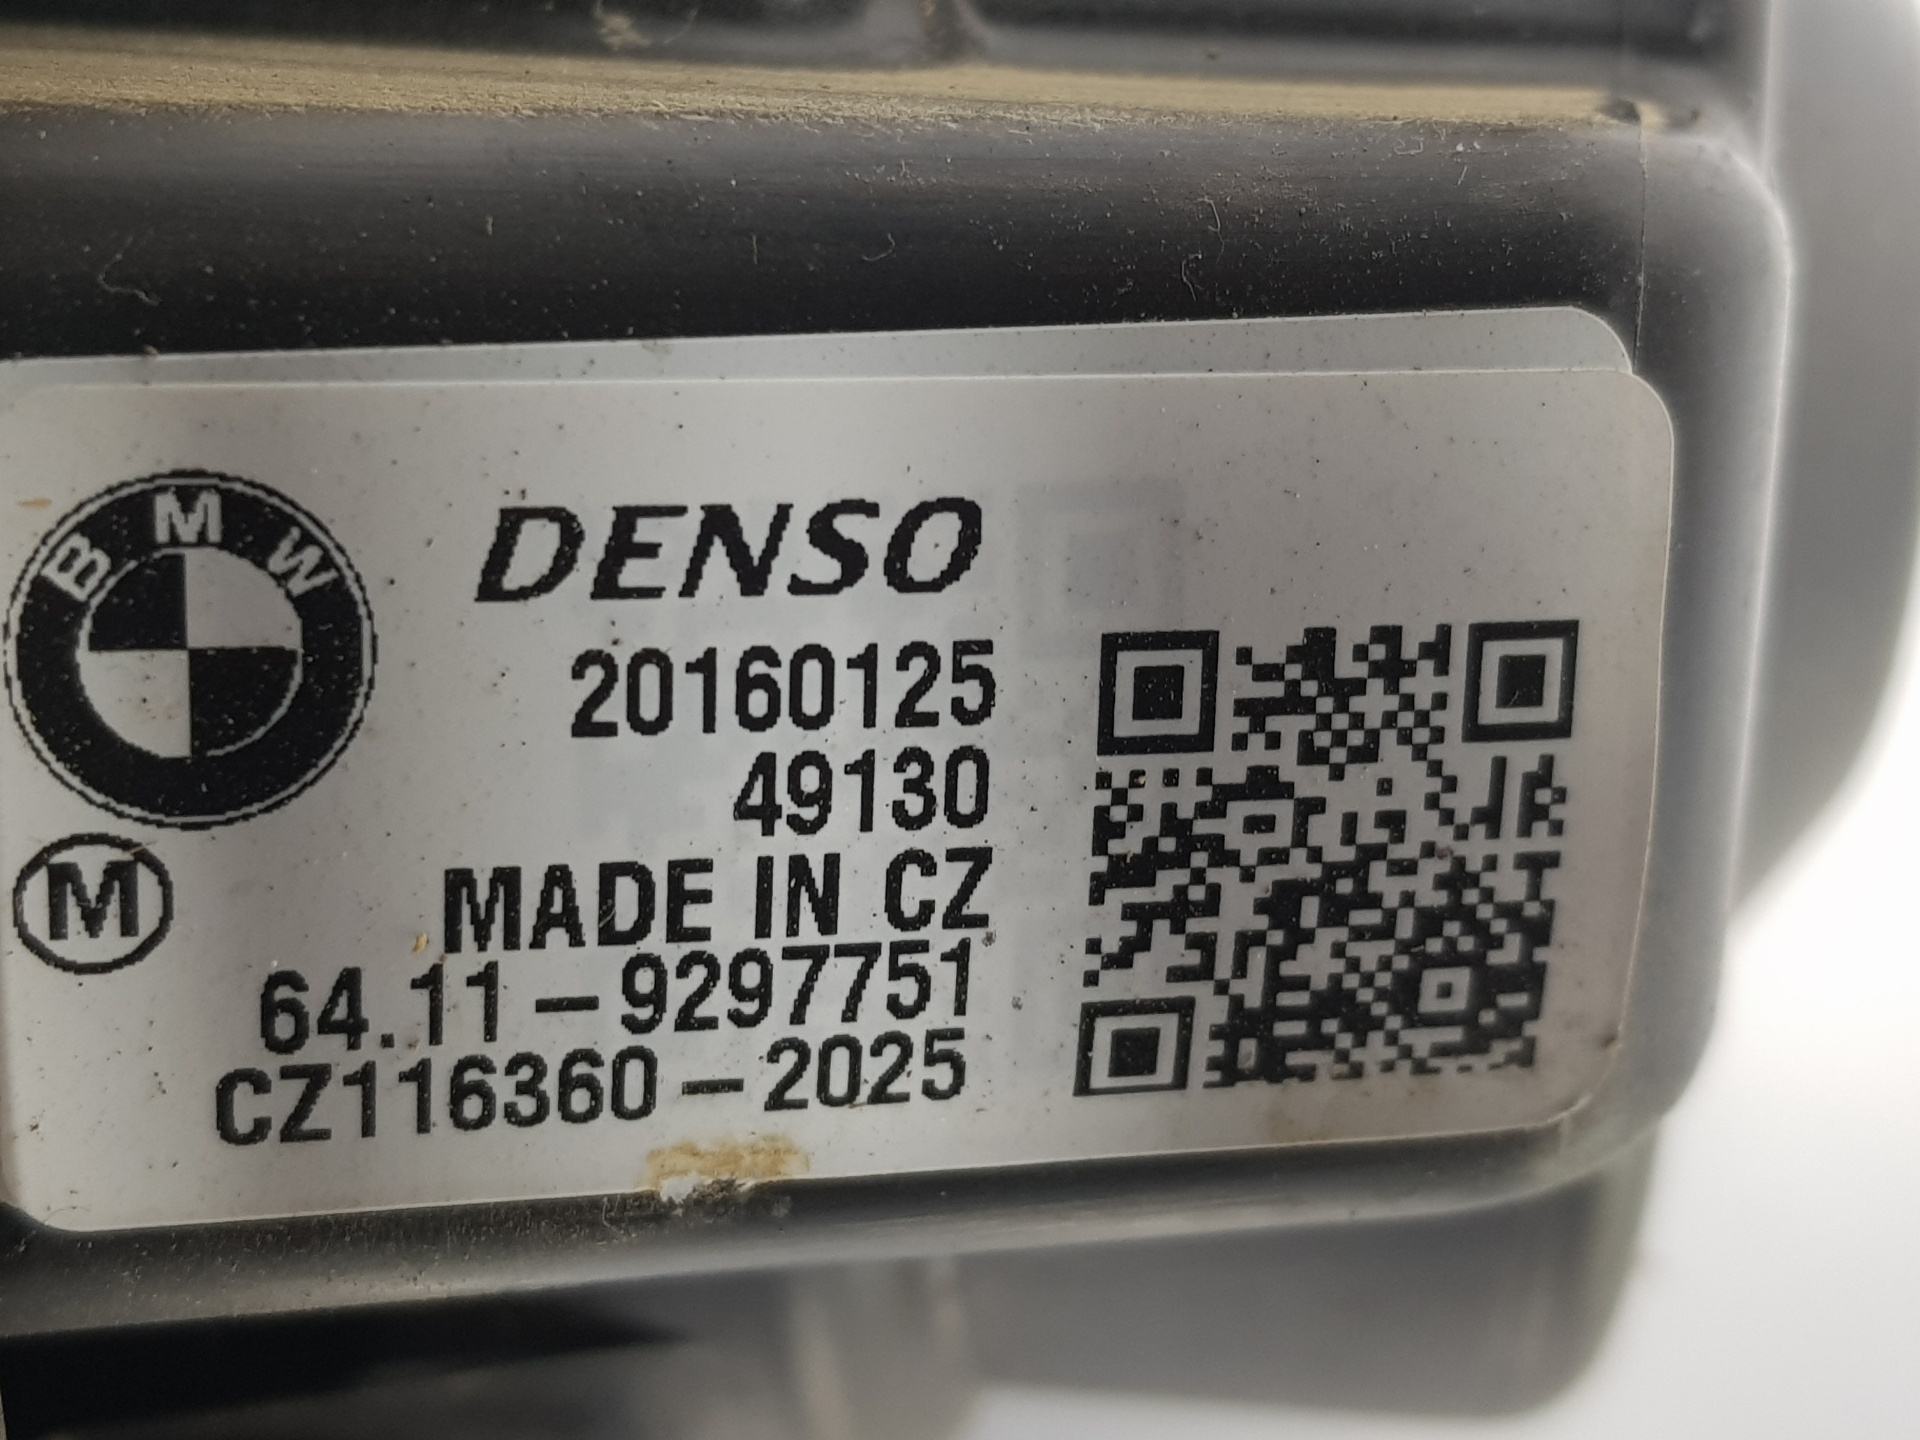 BMW
DENSO
20160125
49130
M
MADE IN CZ
64.11-9297751
CZ116360-2025